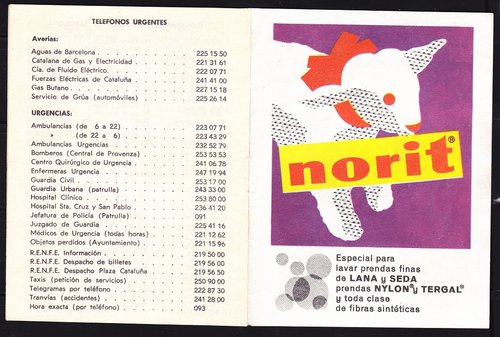 TELEFONOS URGENTES
Averías:
Aguas de Barcelona . . . . . . . . . 225 15 50
Catalana de Gas y Electricidad . . . . . 221 31 61
Cía. de Fluido Eléctrico. . . . . . . . 222 07 71
Fuerzas Eléctricas de Cataluña . . . . . 241 41 00
Gas Butano . . . . . . . . . . . . 227 15 18
Servicio de Grúa (automóviles) . . . . . 225 26 14
URGENCIAS:
Ambulancias (de 6 a 22) . . . . . . . 223 07 71
» (de 22 a 6) . . . . . . . 223 43 29
Ambulancias Urgencias . . . . . . . . 232 52 79
Bomberos (Central de Provenza) . . . . . 253 53 53
Centro Quirúrgico de Urgencia . . . . . 241 06 78
Enfermeras Urgencia . . . . . . . . . 247 19 94
Guardia Civil . . . . . . . . . . . 253 17 00
Guardia Urbana (patrulla) . . . . . . . 243 33 00
Hospital Clínico . . . . . . . . . . 253 80 00
Hospital Sta. Cruz y San Pablo . . . . . 236 41 20
Jefatura de Policía (Patrulla) . . . . . 091
Juzgado de Guardia . . . . . . . . . 225 41 16
Médicos de Urgencia (todas horas) . . . . 221 12 62
Objetos perdidos (Ayuntamiento) . . . . . 221 15 96
R.E.N.F.E. Información . . . . . . . . 219 50 00
R.E.N.F.E. Despacho de billetes . . . . . 219 56 50
R.E.N.F.E. Despacho Plaza Cataluña . . . 219 56 50
Taxis (petición de servicios) . . . . . . 250 90 00
Telegramas por teléfono . . . . . . . . 222 87 30
Tranvías (accidentes) . . . . . . . . 241 28 00
Hora exacta (por teléfono) . . . . . . . 093
norit®
Especial para
lavar prendas finas
de LANA y SEDA
prendas NYLON® y TERGAL®
y toda clase
de fibras sintéticas